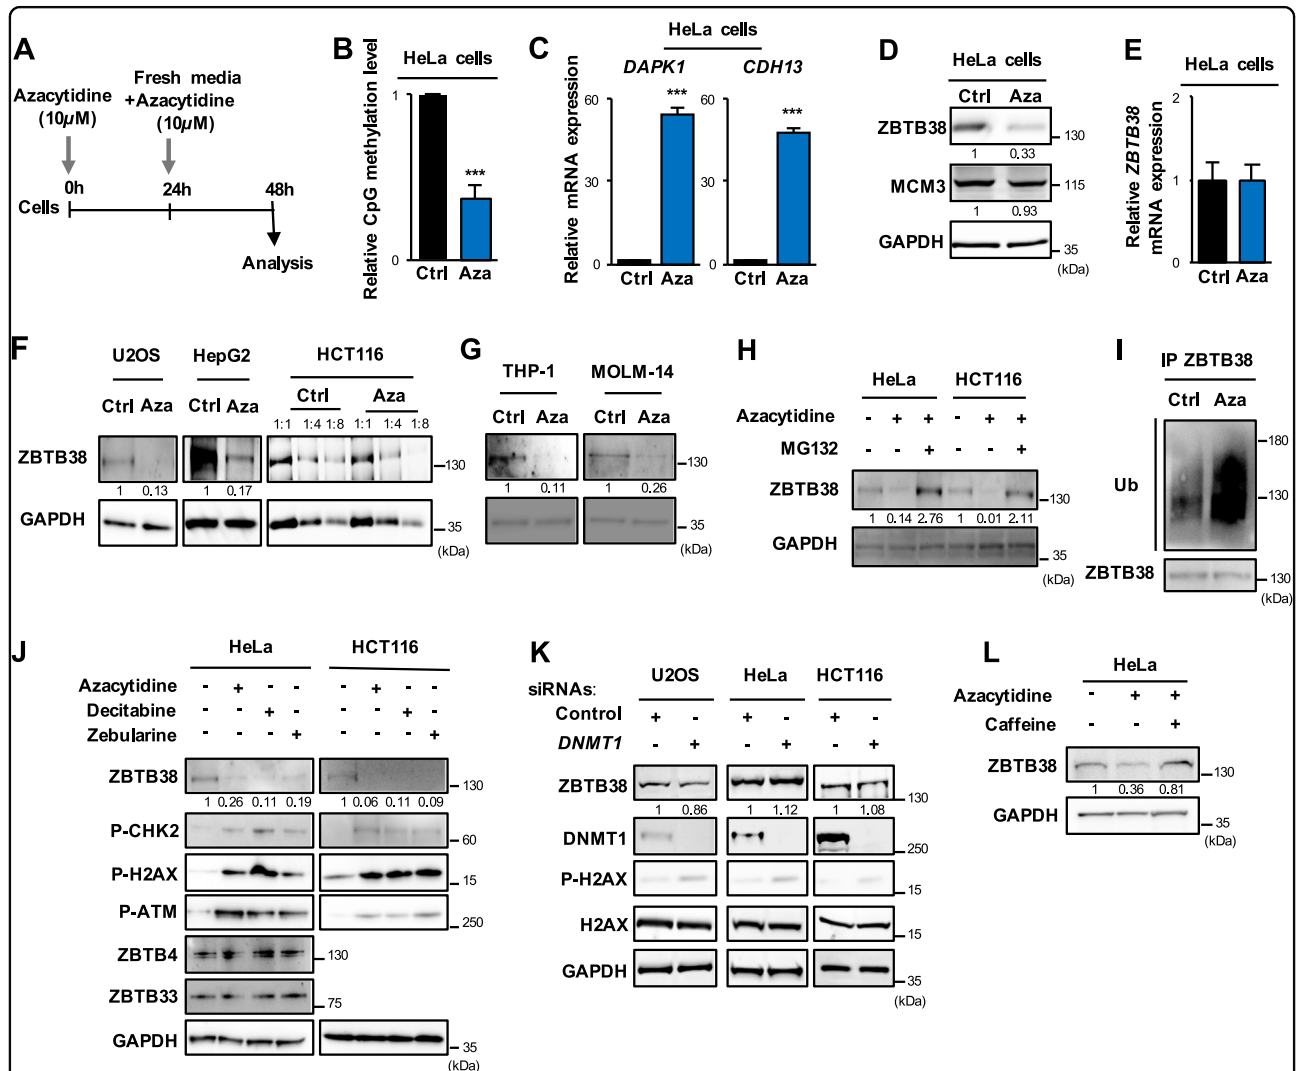 A
Azacytidine
(10µM)
Fresh media
+Azacytidine
(10µM)
0h
24h
48h
Cells
Analysis
B
HeLa cells
Relative CpG methylation level
1
0
***
Ctrl Aza
C
HeLa cells
DAPK1
CDH13
Relative mRNA expression
60
30
0
***
Ctrl Aza
60
30
0
***
Ctrl Aza
D
HeLa cells
Ctrl Aza
ZBTB38
130
1 0.33
MCM3
115
1 0.93
GAPDH
35
(kDa)
E
HeLa cells
Relative ZBTB38
mRNA expression
2
1
0
Ctrl Aza
F
U2OS HepG2 HCT116
Ctrl Aza Ctrl Aza Ctrl Aza
1:1 1:4 1:8 1:1 1:4 1:8
ZBTB38
130
1 0.13 1 0.17
GAPDH
35
(kDa)
G
THP-1 MOLM-14
Ctrl Aza Ctrl Aza
130
1 0.11 1 0.26
35
(kDa)
H
HeLa HCT116
Azacytidine - + + - + +
MG132 + +
ZBTB38
130
1 0.14 2.76 1 0.01 2.11
GAPDH
35
(kDa)
I
IP ZBTB38
Ctrl Aza
Ub
180
130
ZBTB38
130
(kDa)
J
HeLa HCT116
Azacytidine - + - - - + - -
Decitabine - - + - - - + -
Zebularine - - - + - - - +
ZBTB38
130
1 0.26 0.11 0.19 1 0.06 0.11 0.09
P-CHK2
60
P-H2AX
15
P-ATM
250
ZBTB4
130
ZBTB33
75
GAPDH
35
(kDa)
K
U2OS HeLa HCT116
siRNAs:
Control + - + - + -
DNMT1 - + - + - +
ZBTB38
130
1 0.86 1 1.12 1 1.08
DNMT1
250
P-H2AX
15
H2AX
15
GAPDH
35
(kDa)
L
HeLa
Azacytidine - + +
Caffeine +
ZBTB38
130
1 0.36 0.81
GAPDH
35
(kDa)